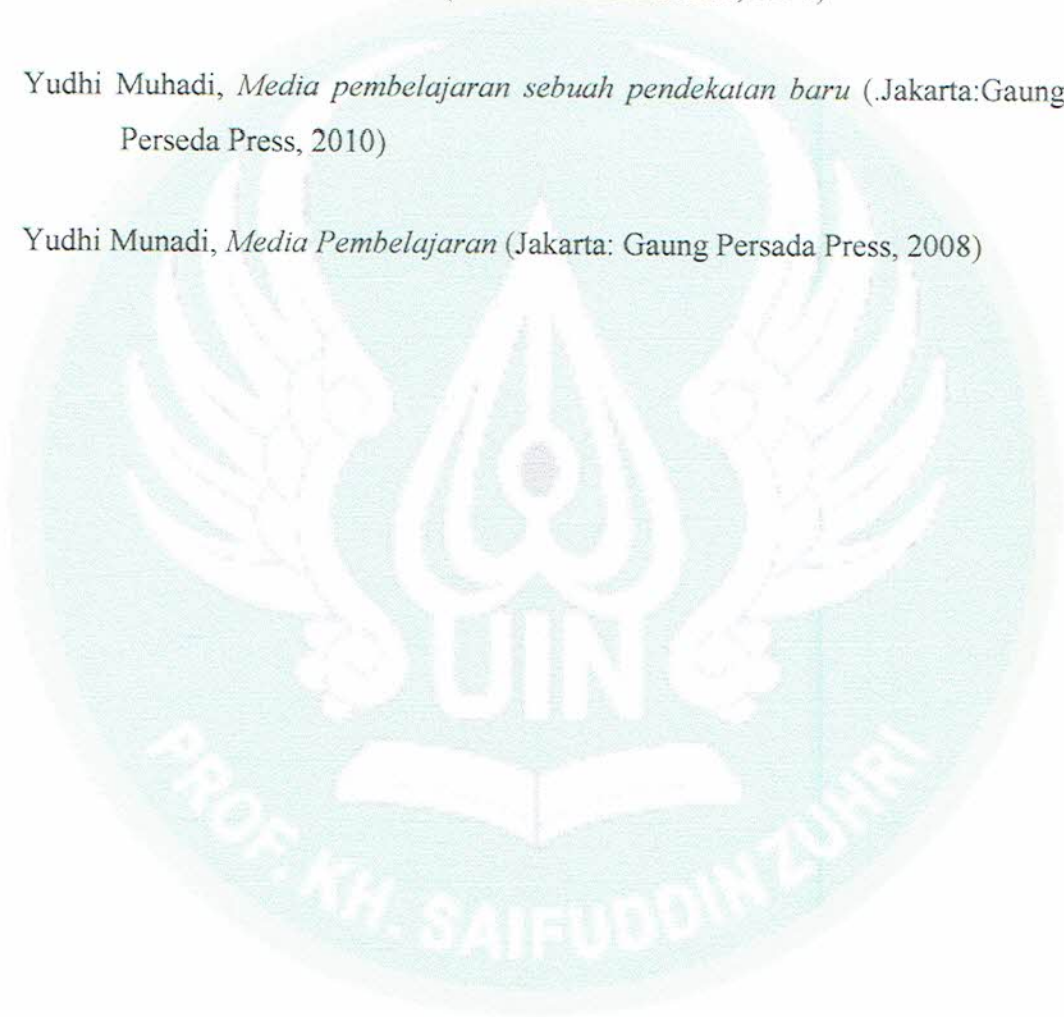 Yudhi Muhadi, Media pembelajaran sebuah pendekatan baru (.Jakarta:Gaung
Perseda Press, 2010)
Yudhi Munadi, Media Pembelajaran (Jakarta: Gaung Persada Press, 2008)
UIN
PROF. KH. SAIFUDDIN ZUHRI